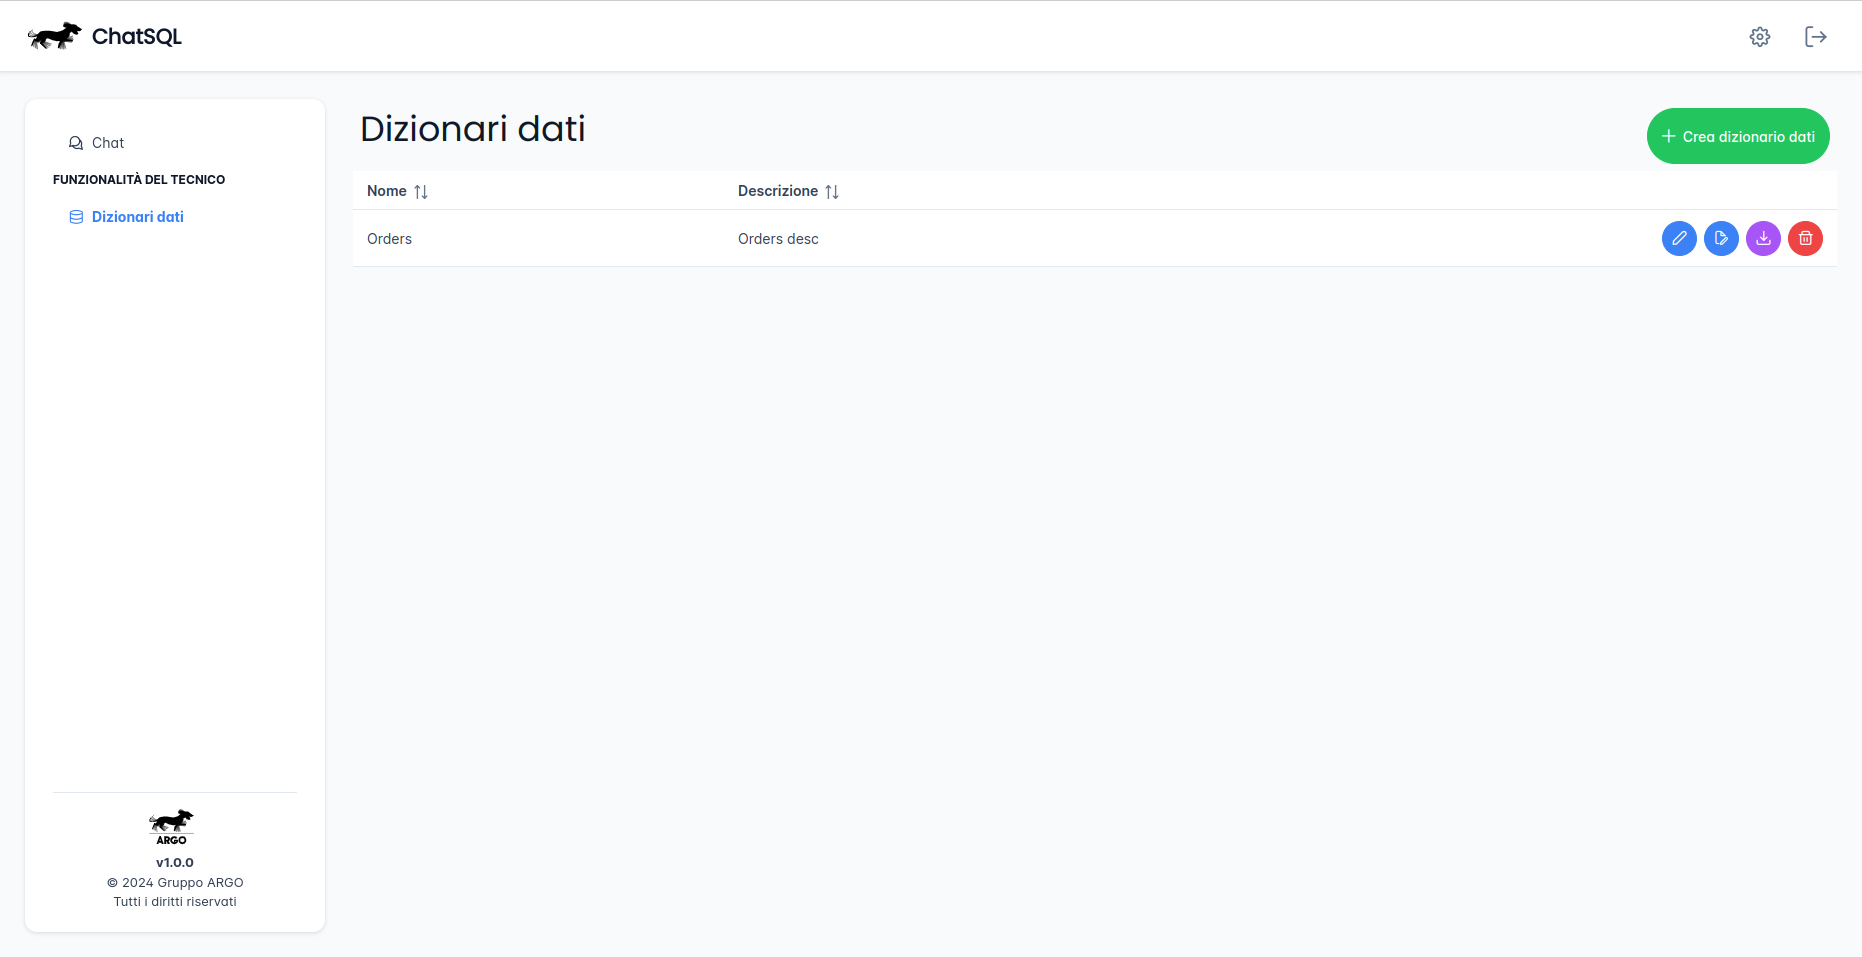 ChatSQL
Chat
FUNZIONALITÀ DEL TECNICO
Dizionari dati
Dizionari dati
Crea dizionario dati
Nome Descrizione
Orders Orders desc
ARGO
v1.0.0
© 2024 Gruppo ARGO
Tutti i diritti riservati